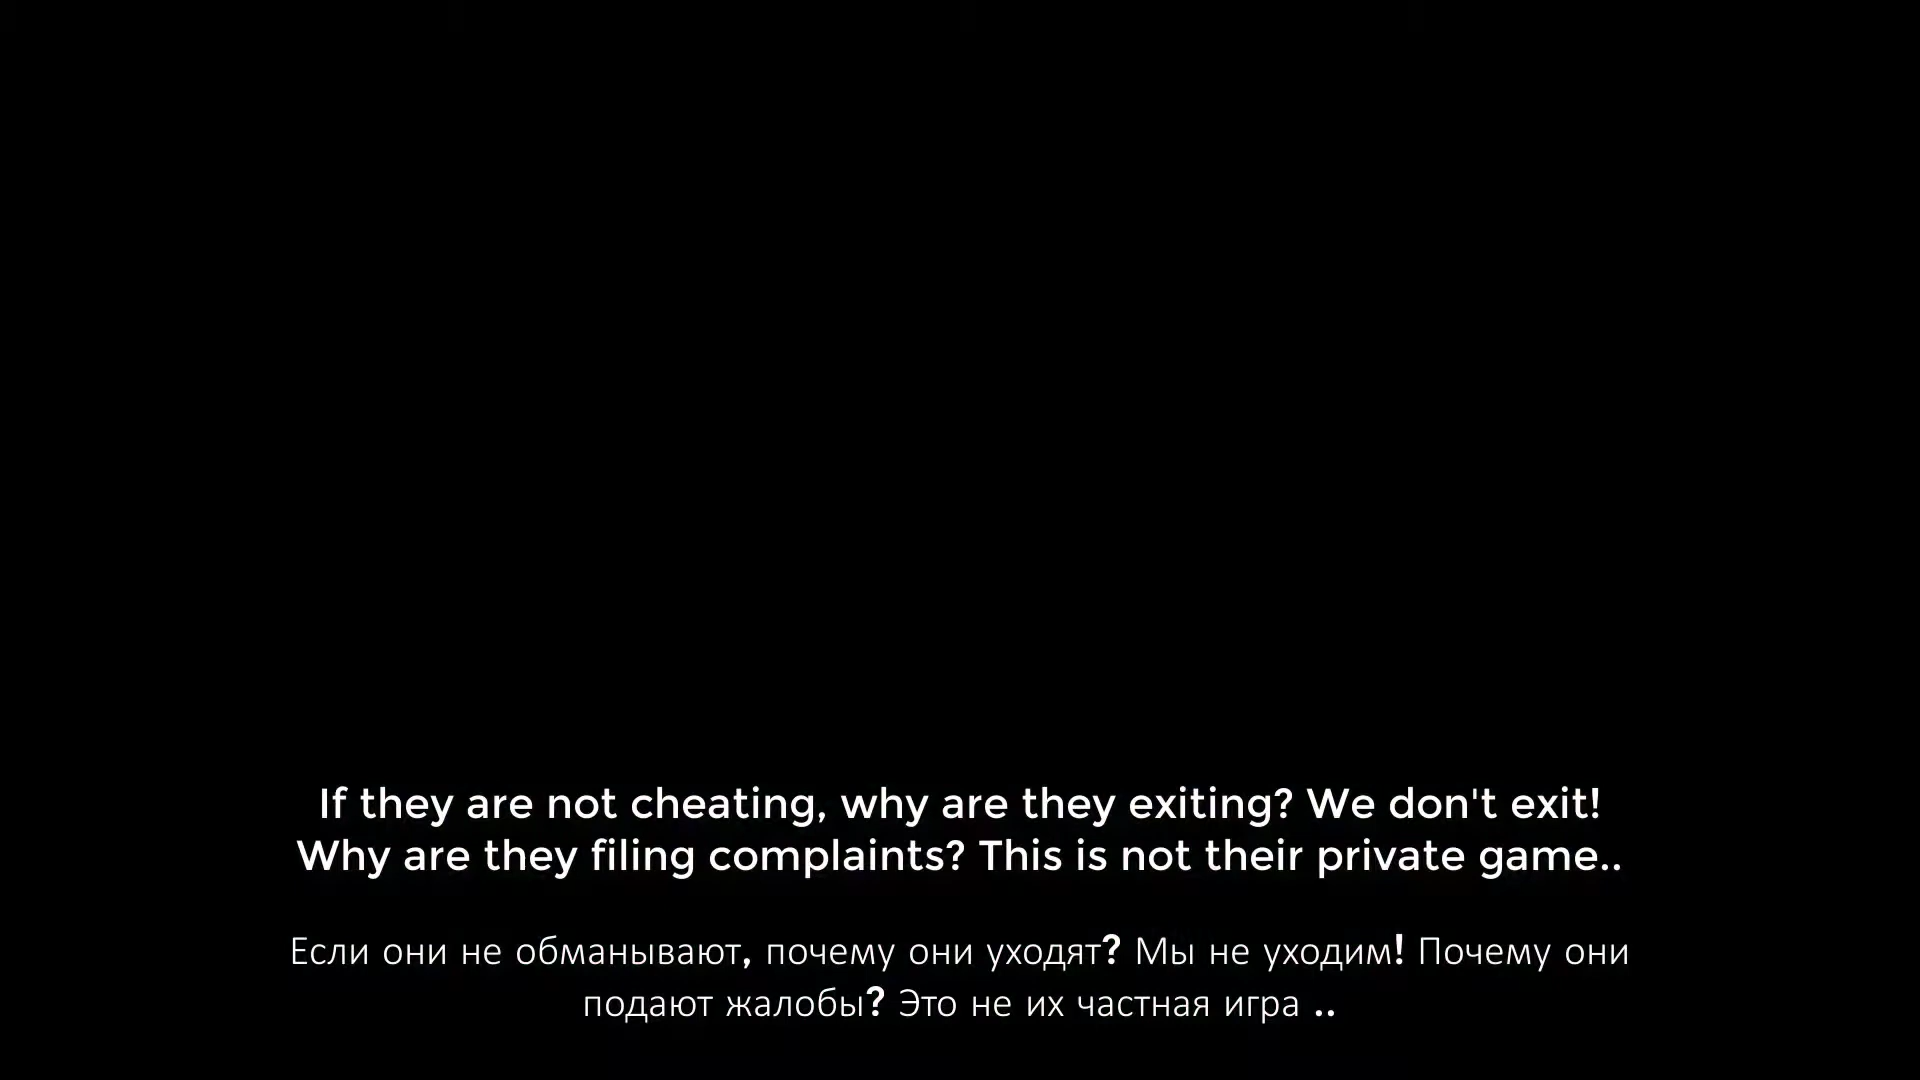 If they are not cheating, why are they exiting? We don't exit!
Why are they filing complaints? This is not their private game..
Если они не обманывают, почему они уходят? Мы не уходим! Почему они
подают жалобы? Это не их частная игра ..